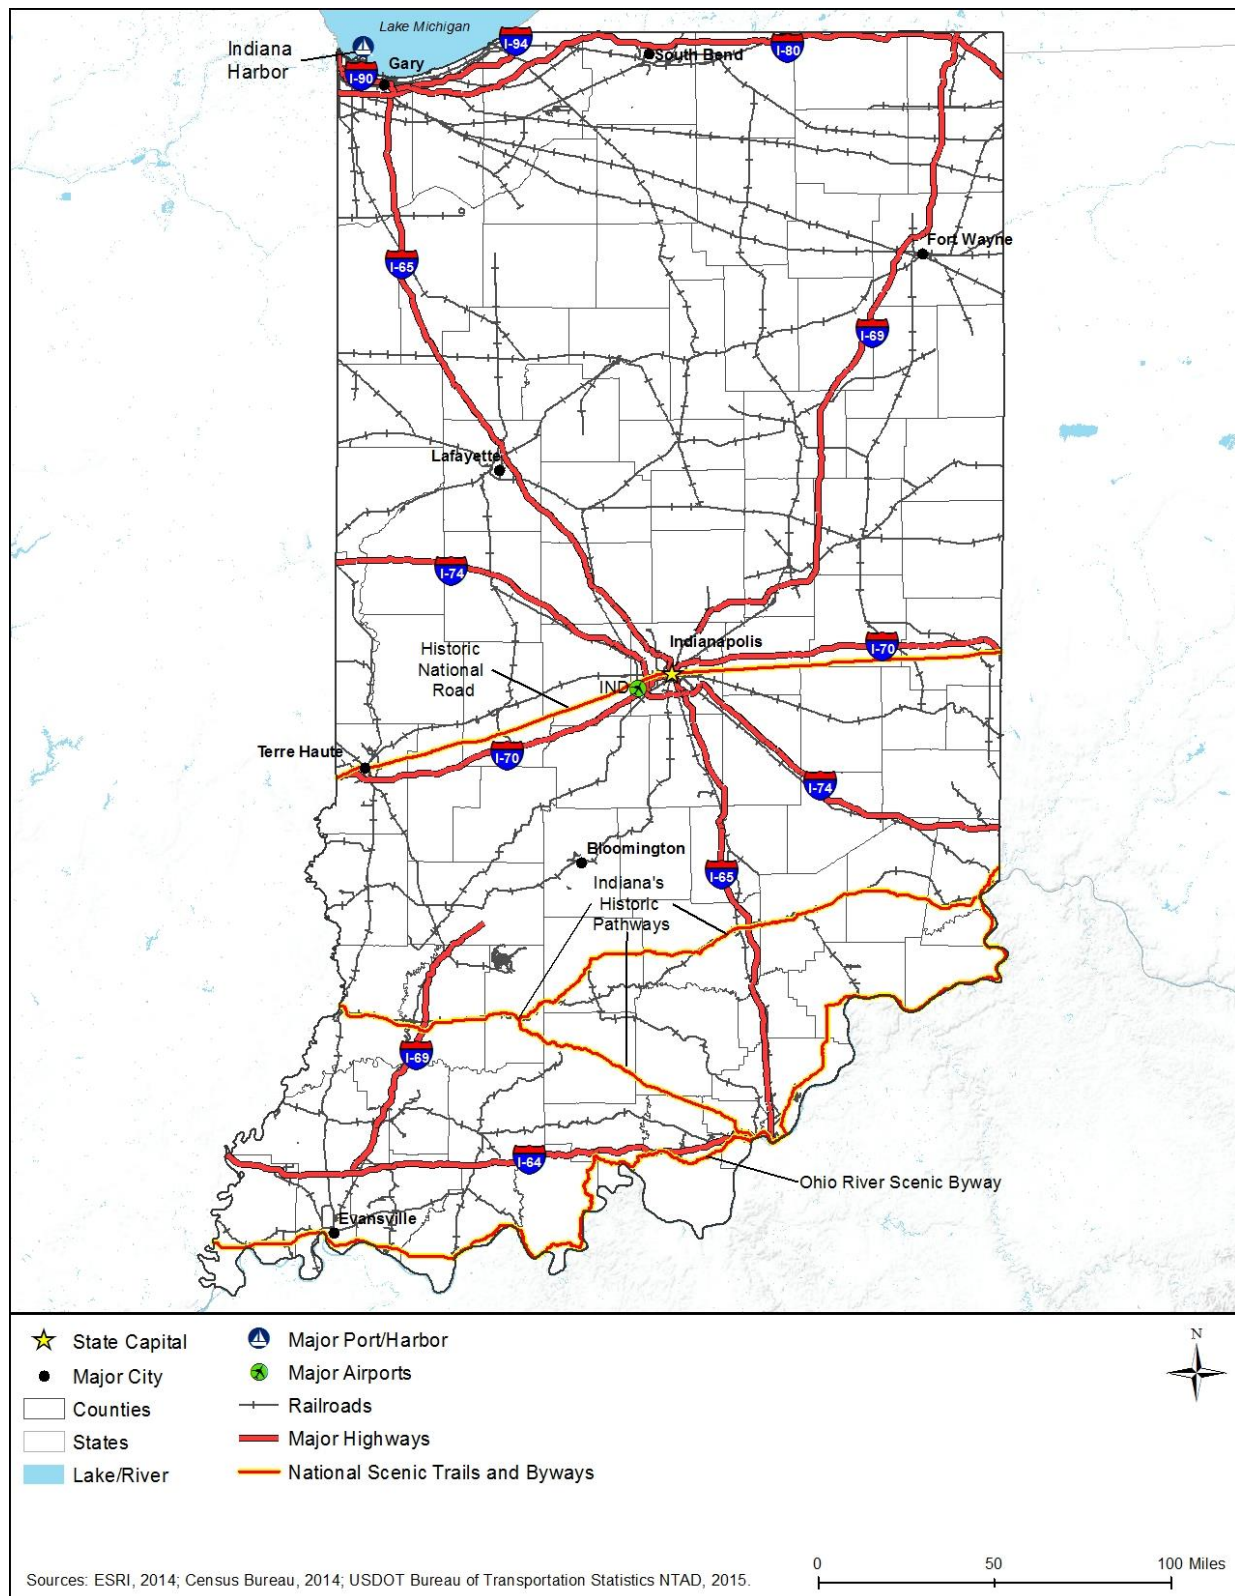 Lake Michigan
I-94
Indiana
Harbor
South Bend
I-80
Gary
I-90
Fort Wayne
I-65
I-69
Lafayette
I-74
Indianapolis
I-70
Historic
National
Road
IND
Terre Haute
I-70
I-74
Bloomington
I-65
Indiana's
Historic
Pathways
I-69
I-64
Ohio River Scenic Byway
Evansville
State Capital
Major City
Counties
States
Lake/River
Major Port/Harbor
Major Airports
Railroads
Major Highways
National Scenic Trails and Byways
N
0 50 100 Miles
Sources: ESRI, 2014; Census Bureau, 2014; USDOT Bureau of Transportation Statistics NTAD, 2015.